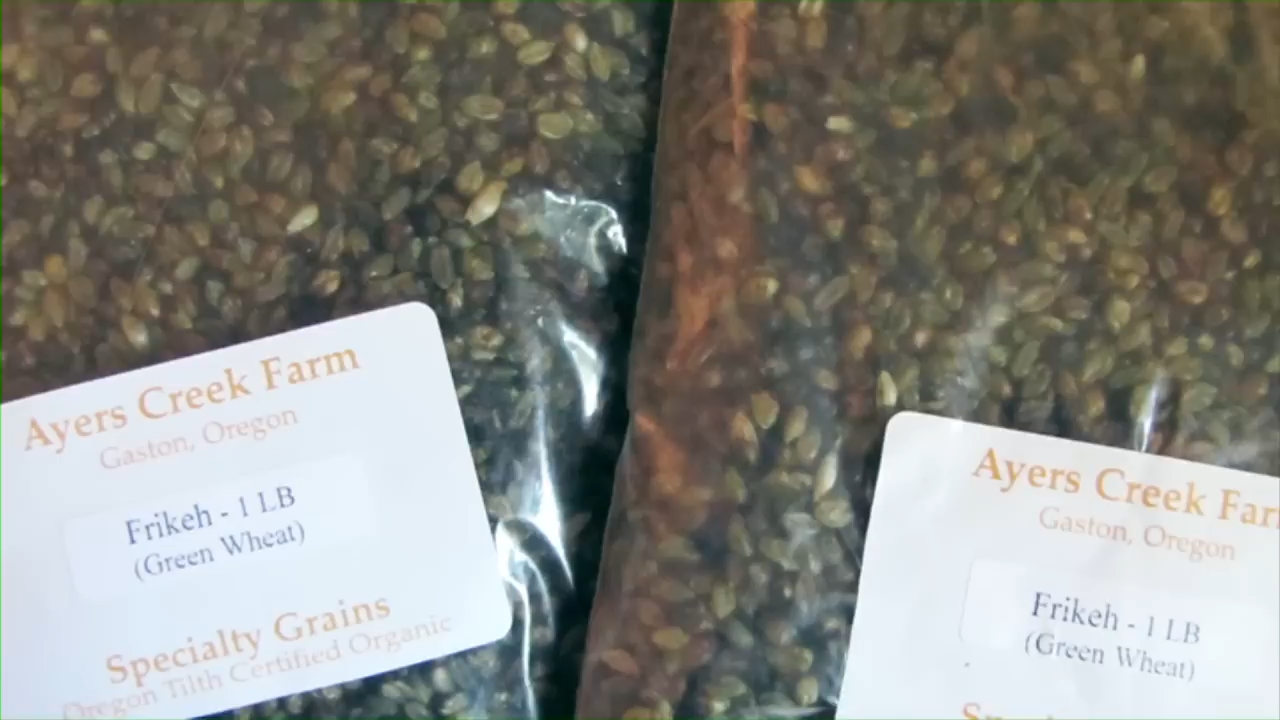 Ayers Creek Farm
Gaston, Oregon
Frikeh - 1 LB
(Green Wheat)
Specialty Grains
Oregon Tilth Certified Organic
Ayers Creek Far
Gaston, Oregon
Frikeh - 1 LB
(Green Wheat)